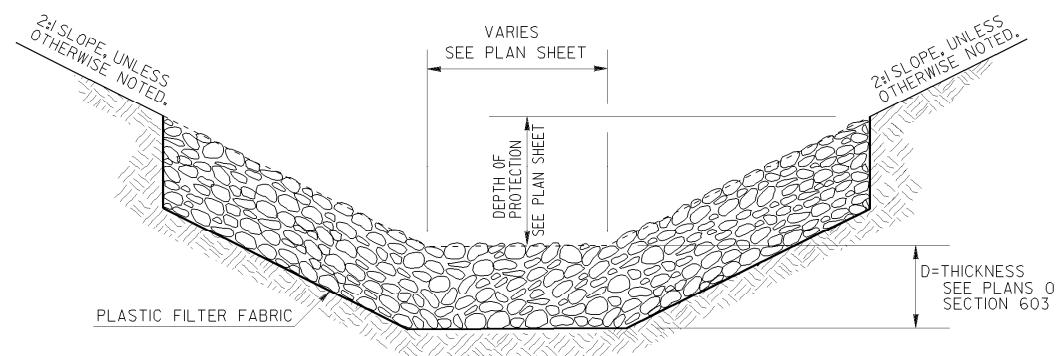 2:1 SLOPE, UNLESS
OTHERWISE NOTED.
VARIES
SEE PLAN SHEET
2:1 SLOPE, UNLESS
OTHERWISE NOTED.
DEPTH OF
PROTECTION
SEE PLAN SHEET
D=THICKNESS
SEE PLANS O
SECTION 603
PLASTIC FILTER FABRIC